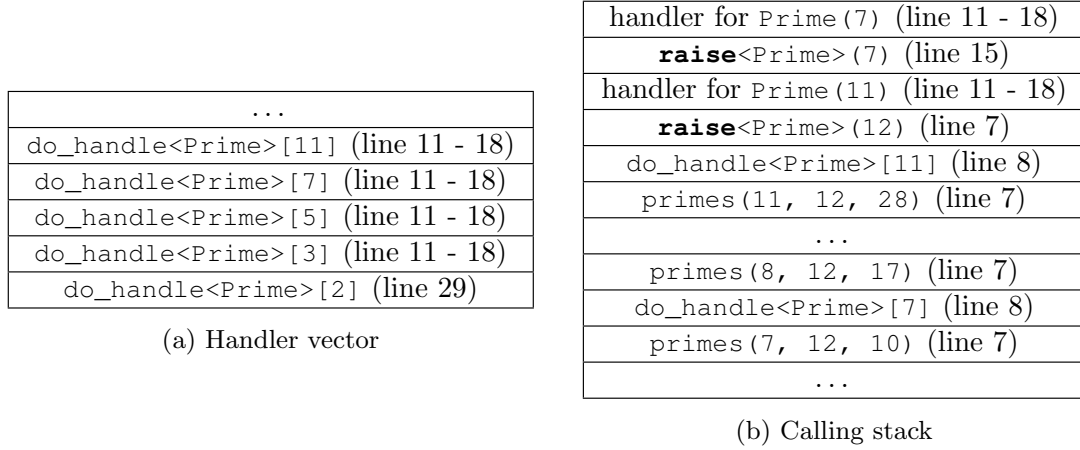 ...
do_handle<Prime>[11] (line 11 - 18)
do_handle<Prime>[7] (line 11 - 18)
do_handle<Prime>[5] (line 11 - 18)
do_handle<Prime>[3] (line 11 - 18)
do_handle<Prime>[2] (line 29)
(a) Handler vector
handler for Prime(7) (line 11 - 18)
raise<Prime>(7) (line 15)
handler for Prime(11) (line 11 - 18)
raise<Prime>(12) (line 7)
do_handle<Prime>[11] (line 8)
primes(11, 12, 28) (line 7)
...
primes(8, 12, 17) (line 7)
do_handle<Prime>[7] (line 8)
primes(7, 12, 10) (line 7)
...
(b) Calling stack